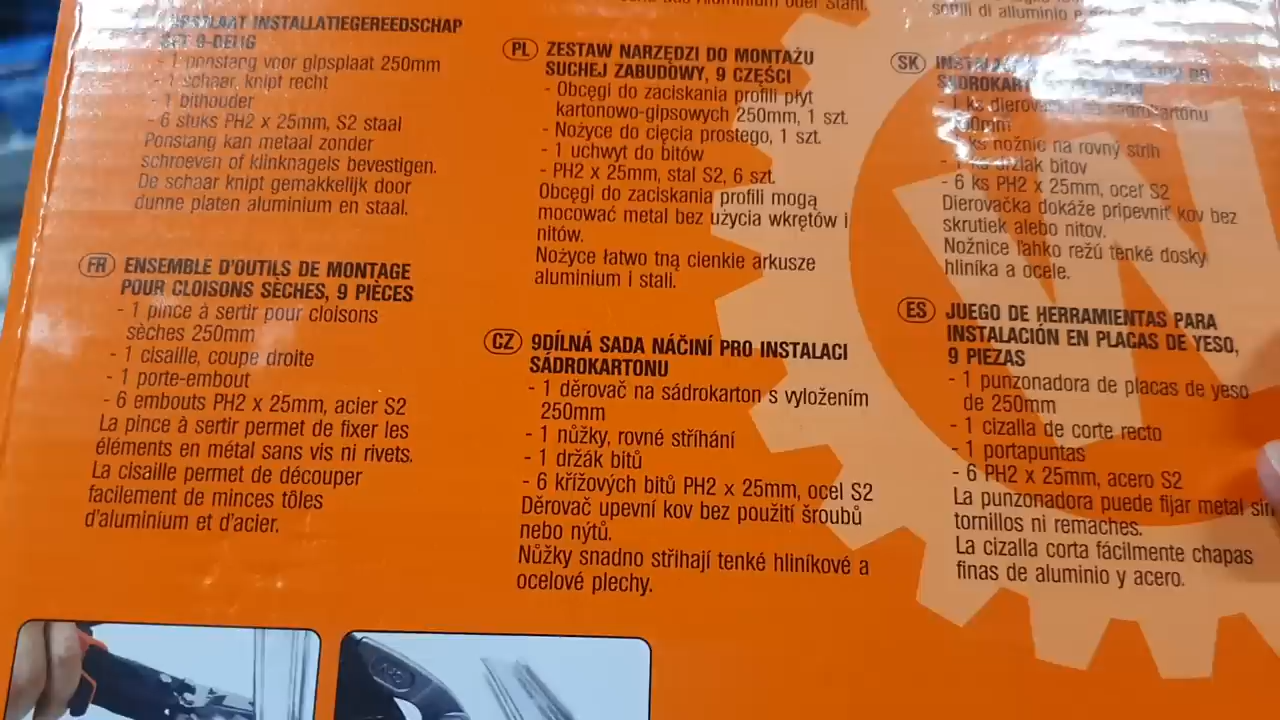 INSTALLATIEGEREEDSCHAP
SET 9-DELIG
- 1 ponstang voor gipsplaat 250mm
- 1 schaar, knipt recht
- 1 bithouder
- 6 stuks PH2 x 25mm, S2 staal
Ponstang kan metaal zonder
schroeven of klinknagels bevestigen.
De schaar knipt gemakkelijk door
dunne platen aluminium en staal.
FR ENSEMBLE D'OUTILS DE MONTAGE
POUR CLOISONS SÈCHES, 9 PIÈCES
- 1 pince à sertir pour cloisons
sèches 250mm
- 1 cisaille, coupe droite
- 1 porte-embout
- 6 embouts PH2 x 25mm, acier S2
La pince à sertir permet de fixer les
éléments en métal sans vis ni rivets.
La cisaille permet de découper
facilement de minces tôles
d'aluminium et d'acier.
Aluminium oder Stahl.
PL ZESTAW NARZĘDZI DO MONTAŻU
SUCHEJ ZABUDOWY, 9 CZĘŚCI
- Obcęgi do zaciskania profili płyt
kartonowo-gipsowych 250mm, 1 szt.
- Nożyce do cięcia prostego, 1 szt.
- 1 uchwyt do bitów
- PH2 x 25mm, stal S2, 6 szt.
Obcęgi do zaciskania profili mogą
mocować metal bez użycia wkrętów i
nitów.
Nożyce łatwo tną cienkie arkusze
aluminium i stali.
CZ 9DÍLNÁ SADA NÁČINÍ PRO INSTALACI
SÁDROKARTONU
- 1 děrovač na sádrokarton s vyložením
250mm
- 1 nůžky, rovné stříhání
- 1 držák bitů
- 6 křížových bitů PH2 x 25mm, ocel S2
Děrovač upevní kov bez použití šroubů
nebo nýtů.
Nůžky snadno stříhají tenké hliníkové a
ocelové plechy.
sottili di alluminio e
SK
- 1 ks
- 1 ks nožníc na rovný strih
- 1 ks držiak bitov
- 6 ks PH2 x 25mm, oceľ S2
Dierovačka dokáže pripevniť kov bez
skrutiek alebo nitov.
Nožnice ľahko režú tenké dosky
hliníka a ocele.
ES JUEGO DE HERRAMIENTAS PARA
INSTALACIÓN EN PLACAS DE YESO,
9 PIEZAS
- 1 punzonadora de placas de yeso
de 250mm
- 1 cizalla de corte recto
- 1 portapuntas
- 6 PH2 x 25mm, acero S2
La punzonadora puede fijar metal sin
tornillos ni remaches.
La cizalla corta fácilmente chapas
finas de aluminio y acero.